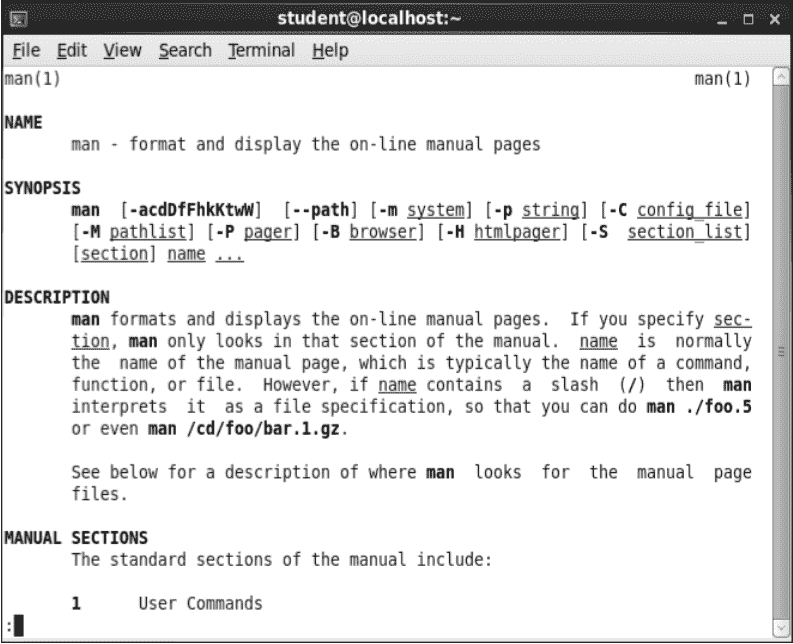 student@localhost:~
File Edit View Search Terminal Help
man(1) man(1)
NAME
man - format and display the on-line manual pages
SYNOPSIS
man [-acdDfFhkKtwW] [--path] [-m system] [-p string] [-C config_file]
[-M pathlist] [-P pager] [-B browser] [-H htmlpager] [-S section_list]
[section] name ...
DESCRIPTION
man formats and displays the on-line manual pages. If you specify sec-
tion, man only looks in that section of the manual. name is normally
the name of the manual page, which is typically the name of a command,
function, or file. However, if name contains a slash (/) then man
interprets it as a file specification, so that you can do man ./foo.5
or even man /cd/foo/bar.1.gz.
See below for a description of where man looks for the manual page
files.
MANUAL SECTIONS
The standard sections of the manual include:
1 User Commands
: